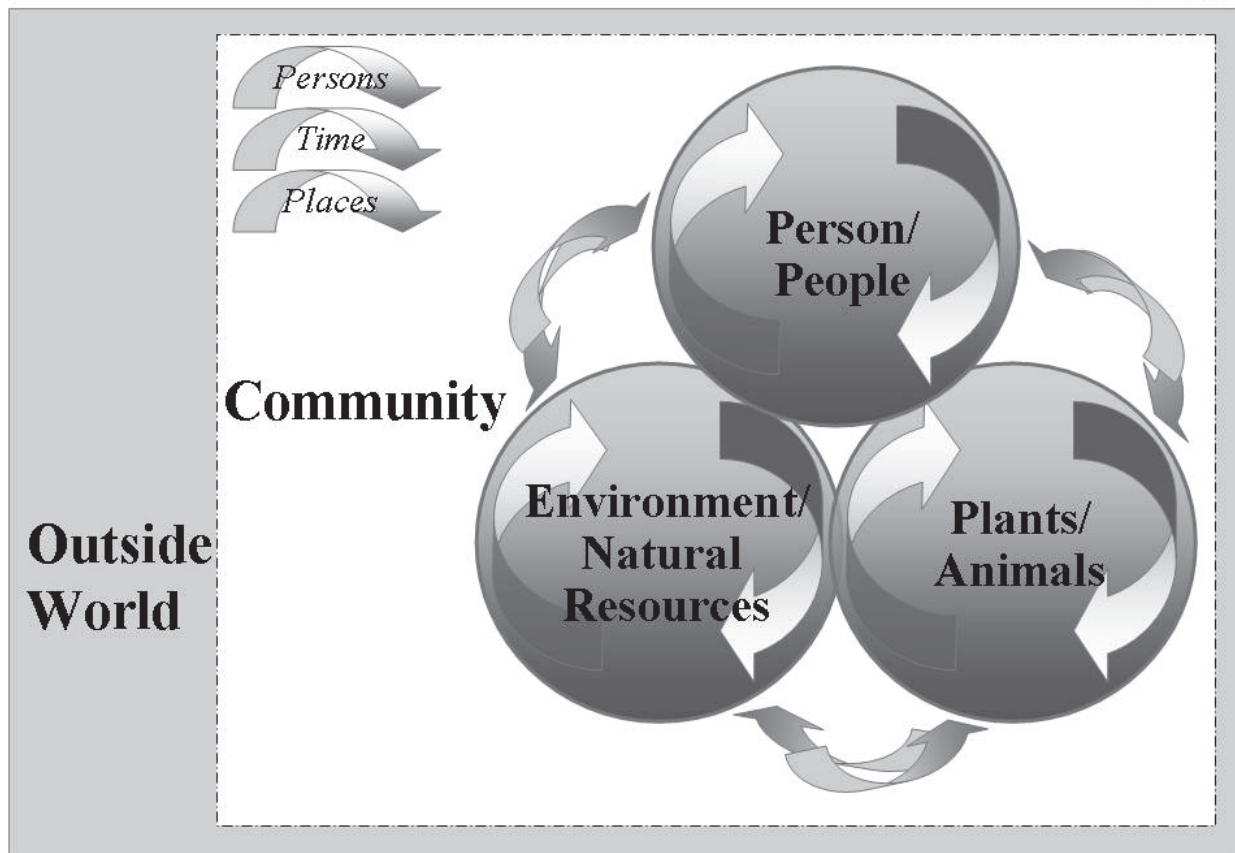 Persons
Time
Places
Person/
People
Community
Environment/
Natural
Resources
Plants/
Animals
Outside
World